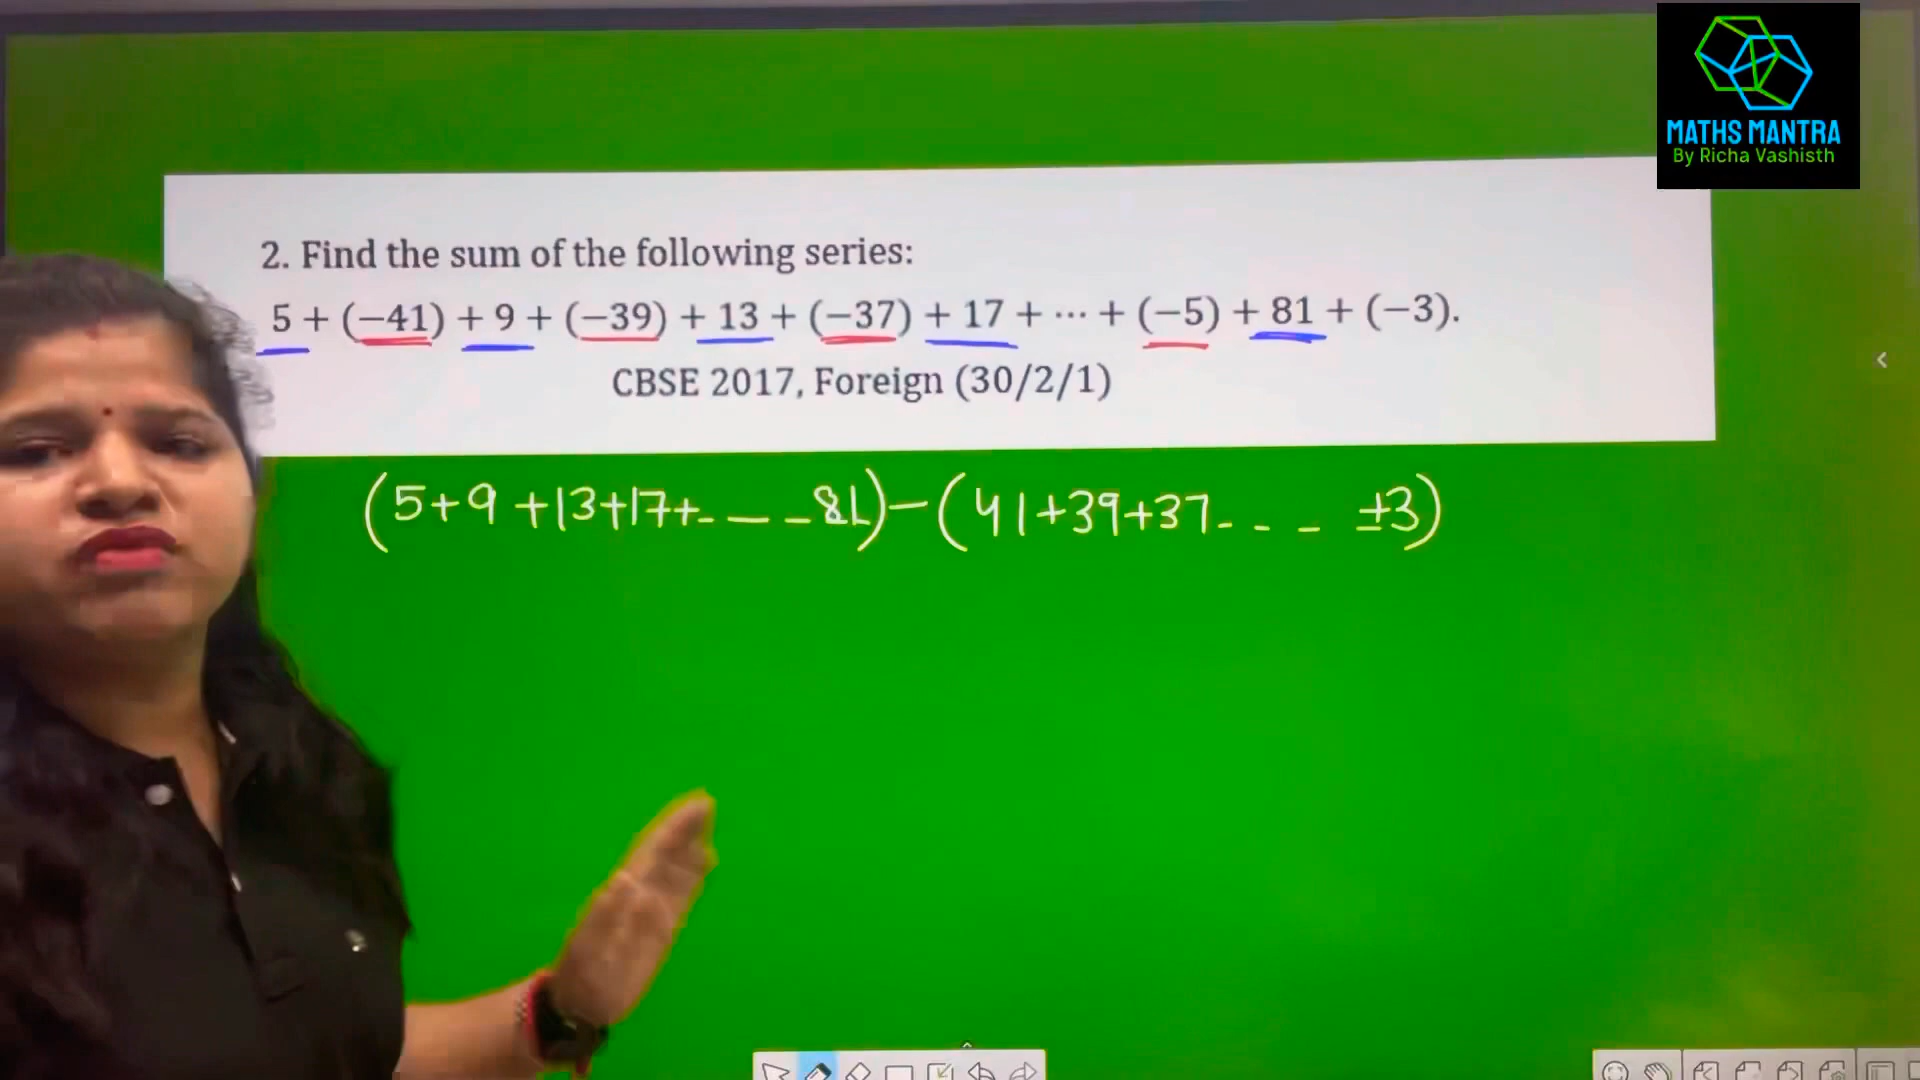 MATHS MANTRA
By Richa Vashisth
2. Find the sum of the following series:
5 + (−41) + 9 + (−39) + 13 + (−37) + 17 + ⋯ + (−5) + 81 + (−3).
CBSE 2017, Foreign (30/2/1)
(5+9+13+17+- — -81)-(41+39+37- - - ±3)